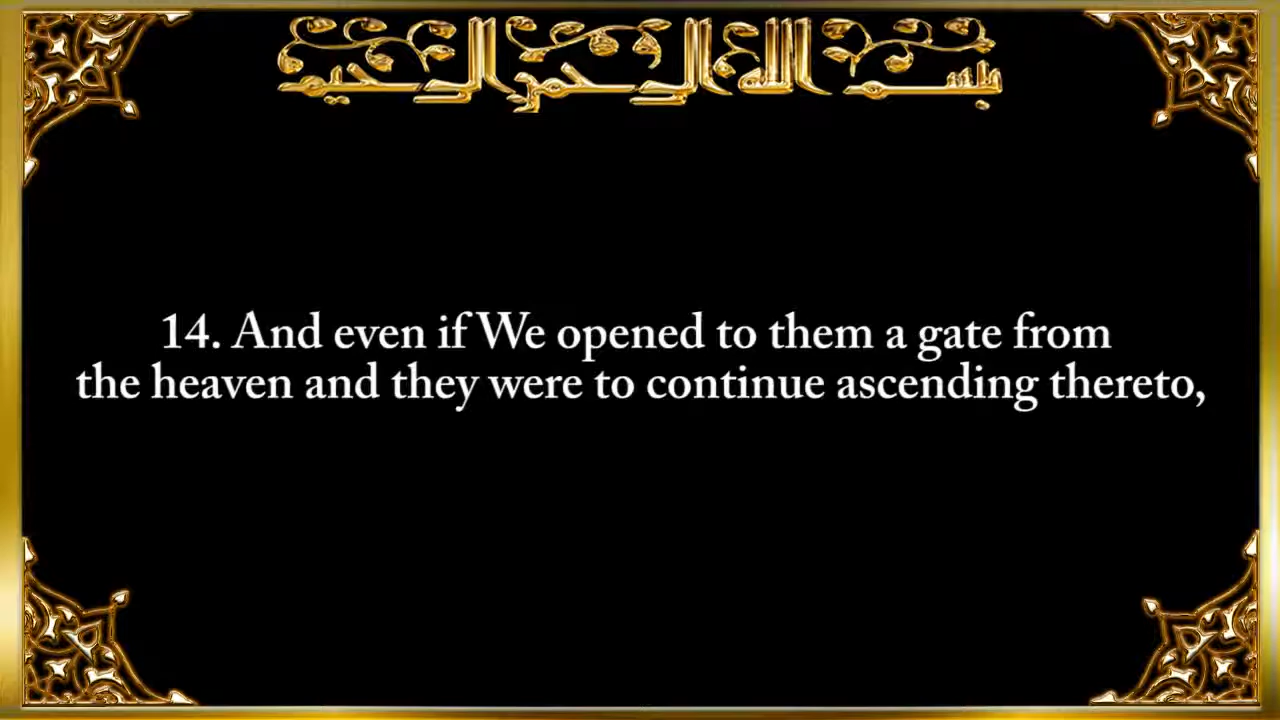 بسم الله الرحمن الرحيم
14. And even if We opened to them a gate from
the heaven and they were to continue ascending thereto,